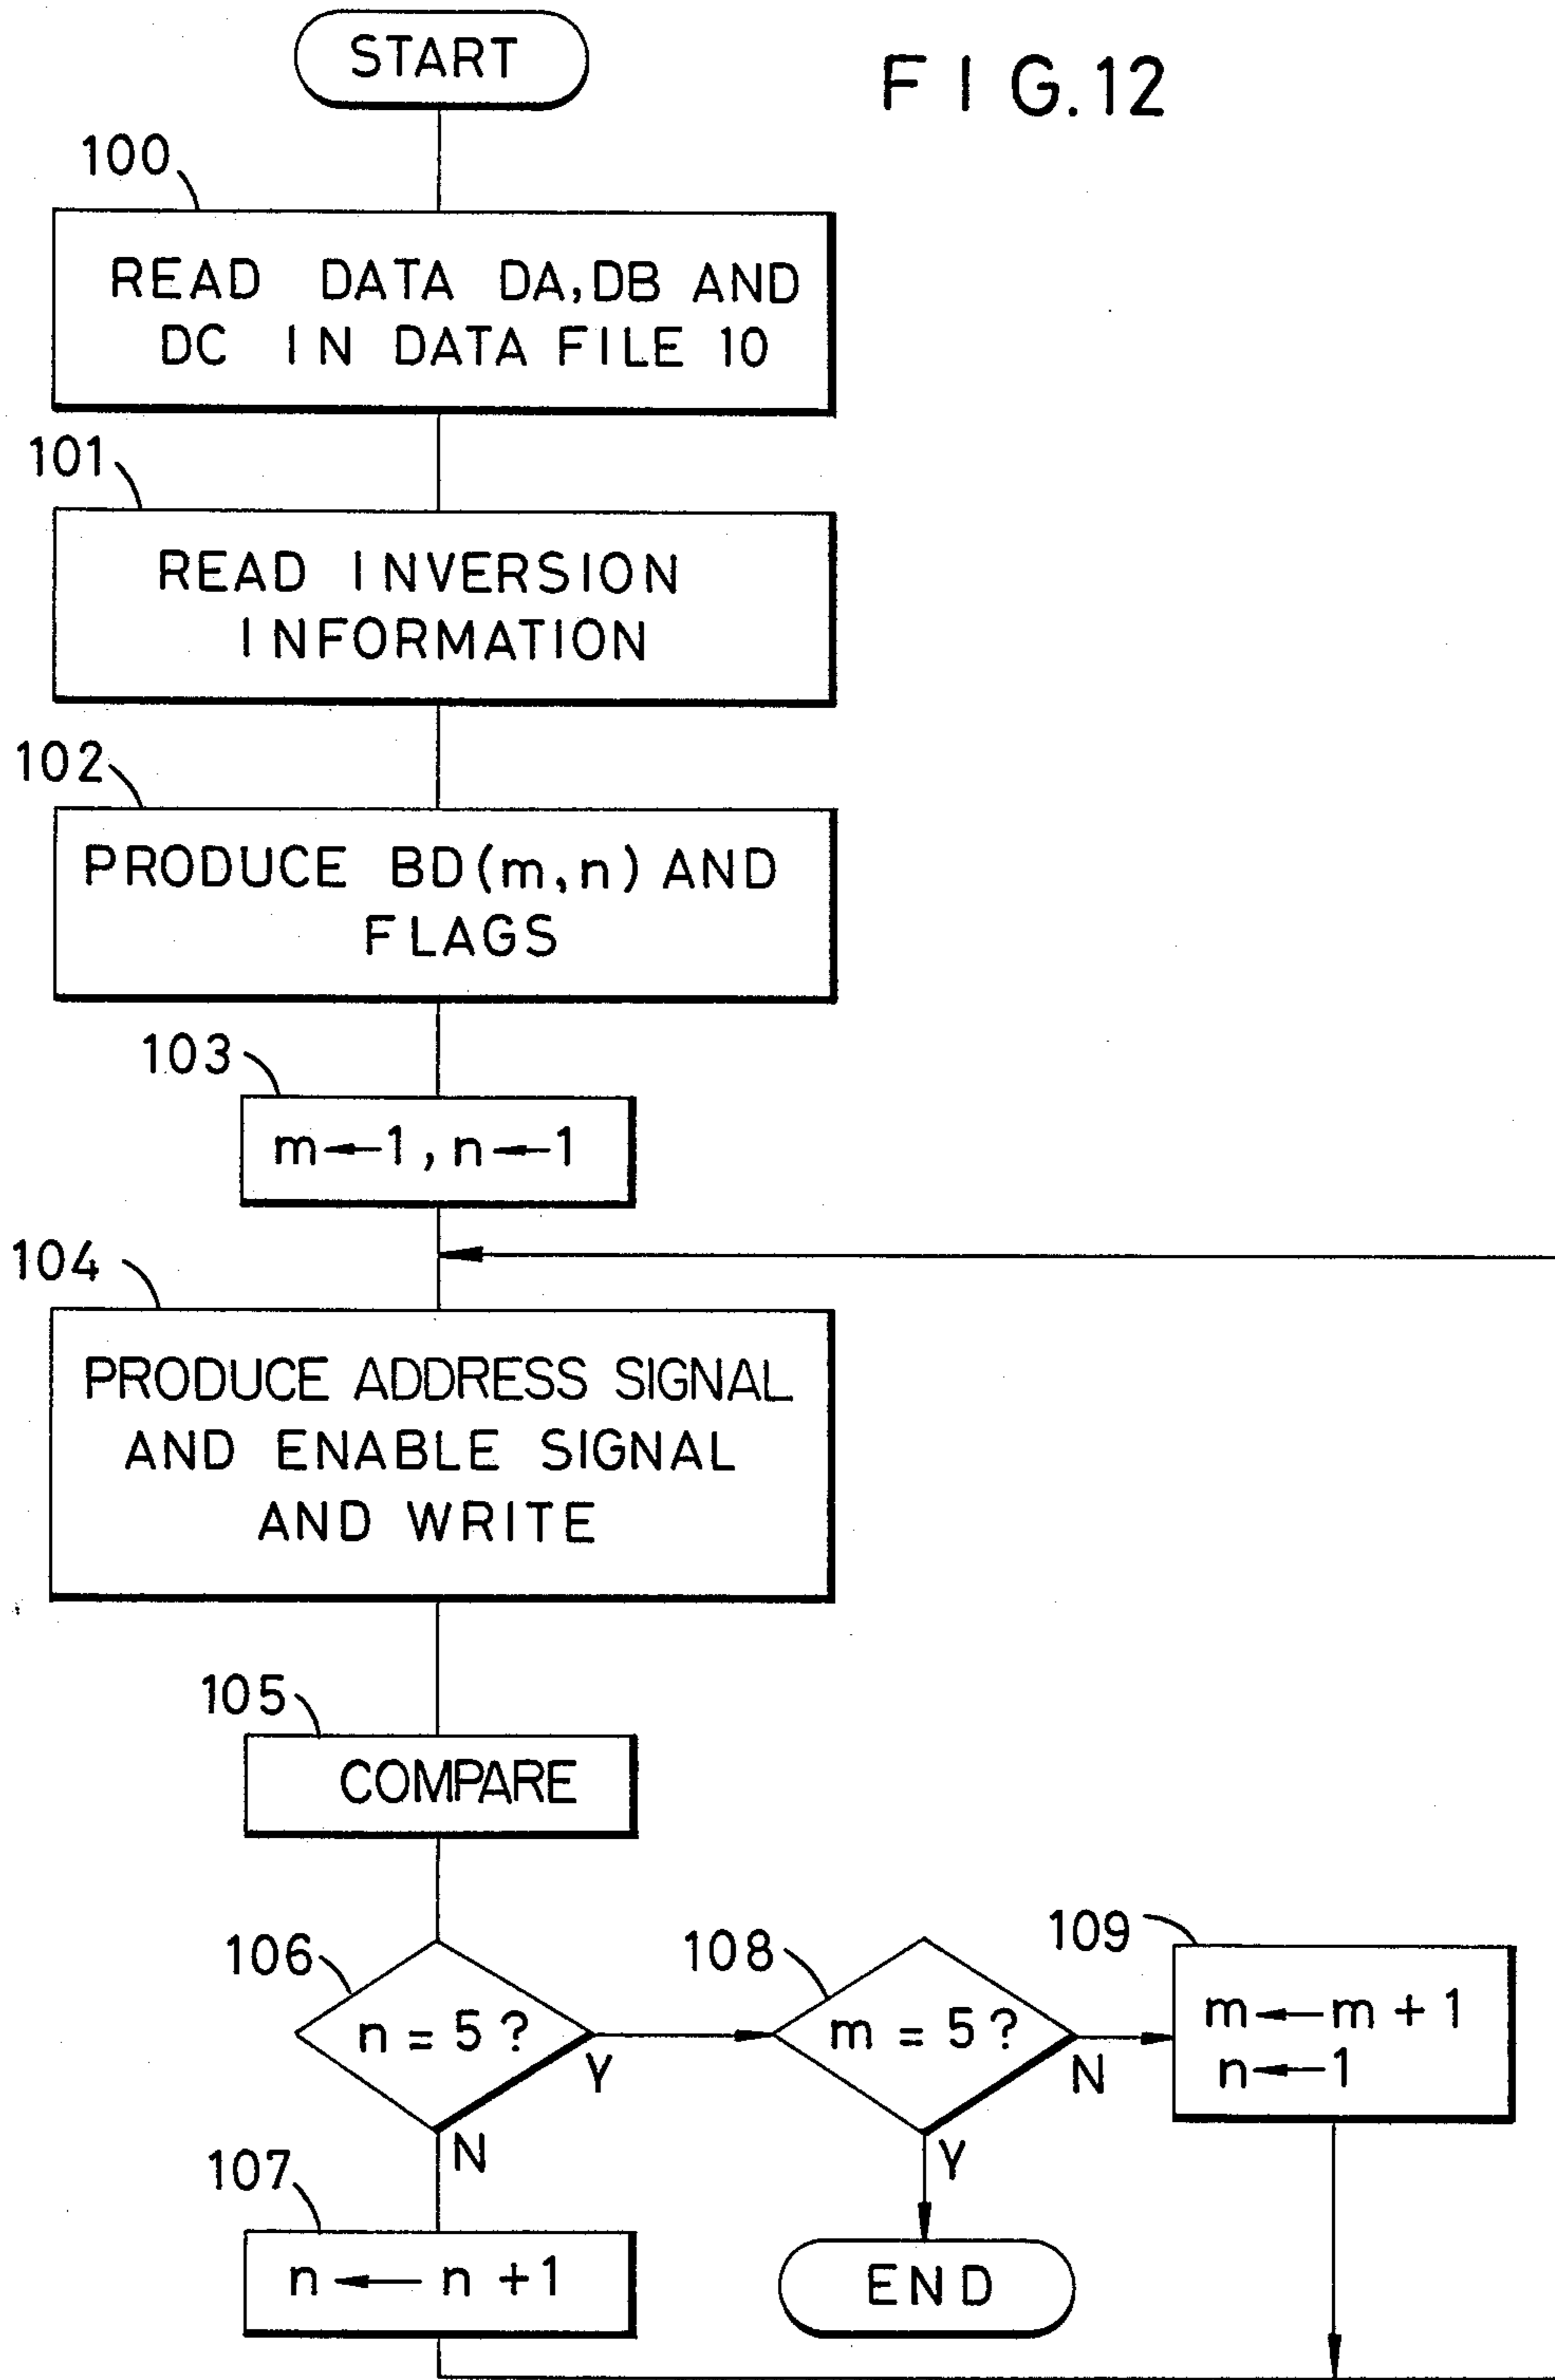 START
FIG.12
100
READ DATA DA,DB AND
DC IN DATA FILE 10
101
READ INVERSION
INFORMATION
102
PRODUCE BD(m,n) AND
FLAGS
103
m←1,n←1
104
PRODUCE ADDRESS SIGNAL
AND ENABLE SIGNAL
AND WRITE
105
COMPARE
106
n=5?
Y
N
108
m=5?
N
Y
109
m←m+1
n←1
107
n←n+1
END